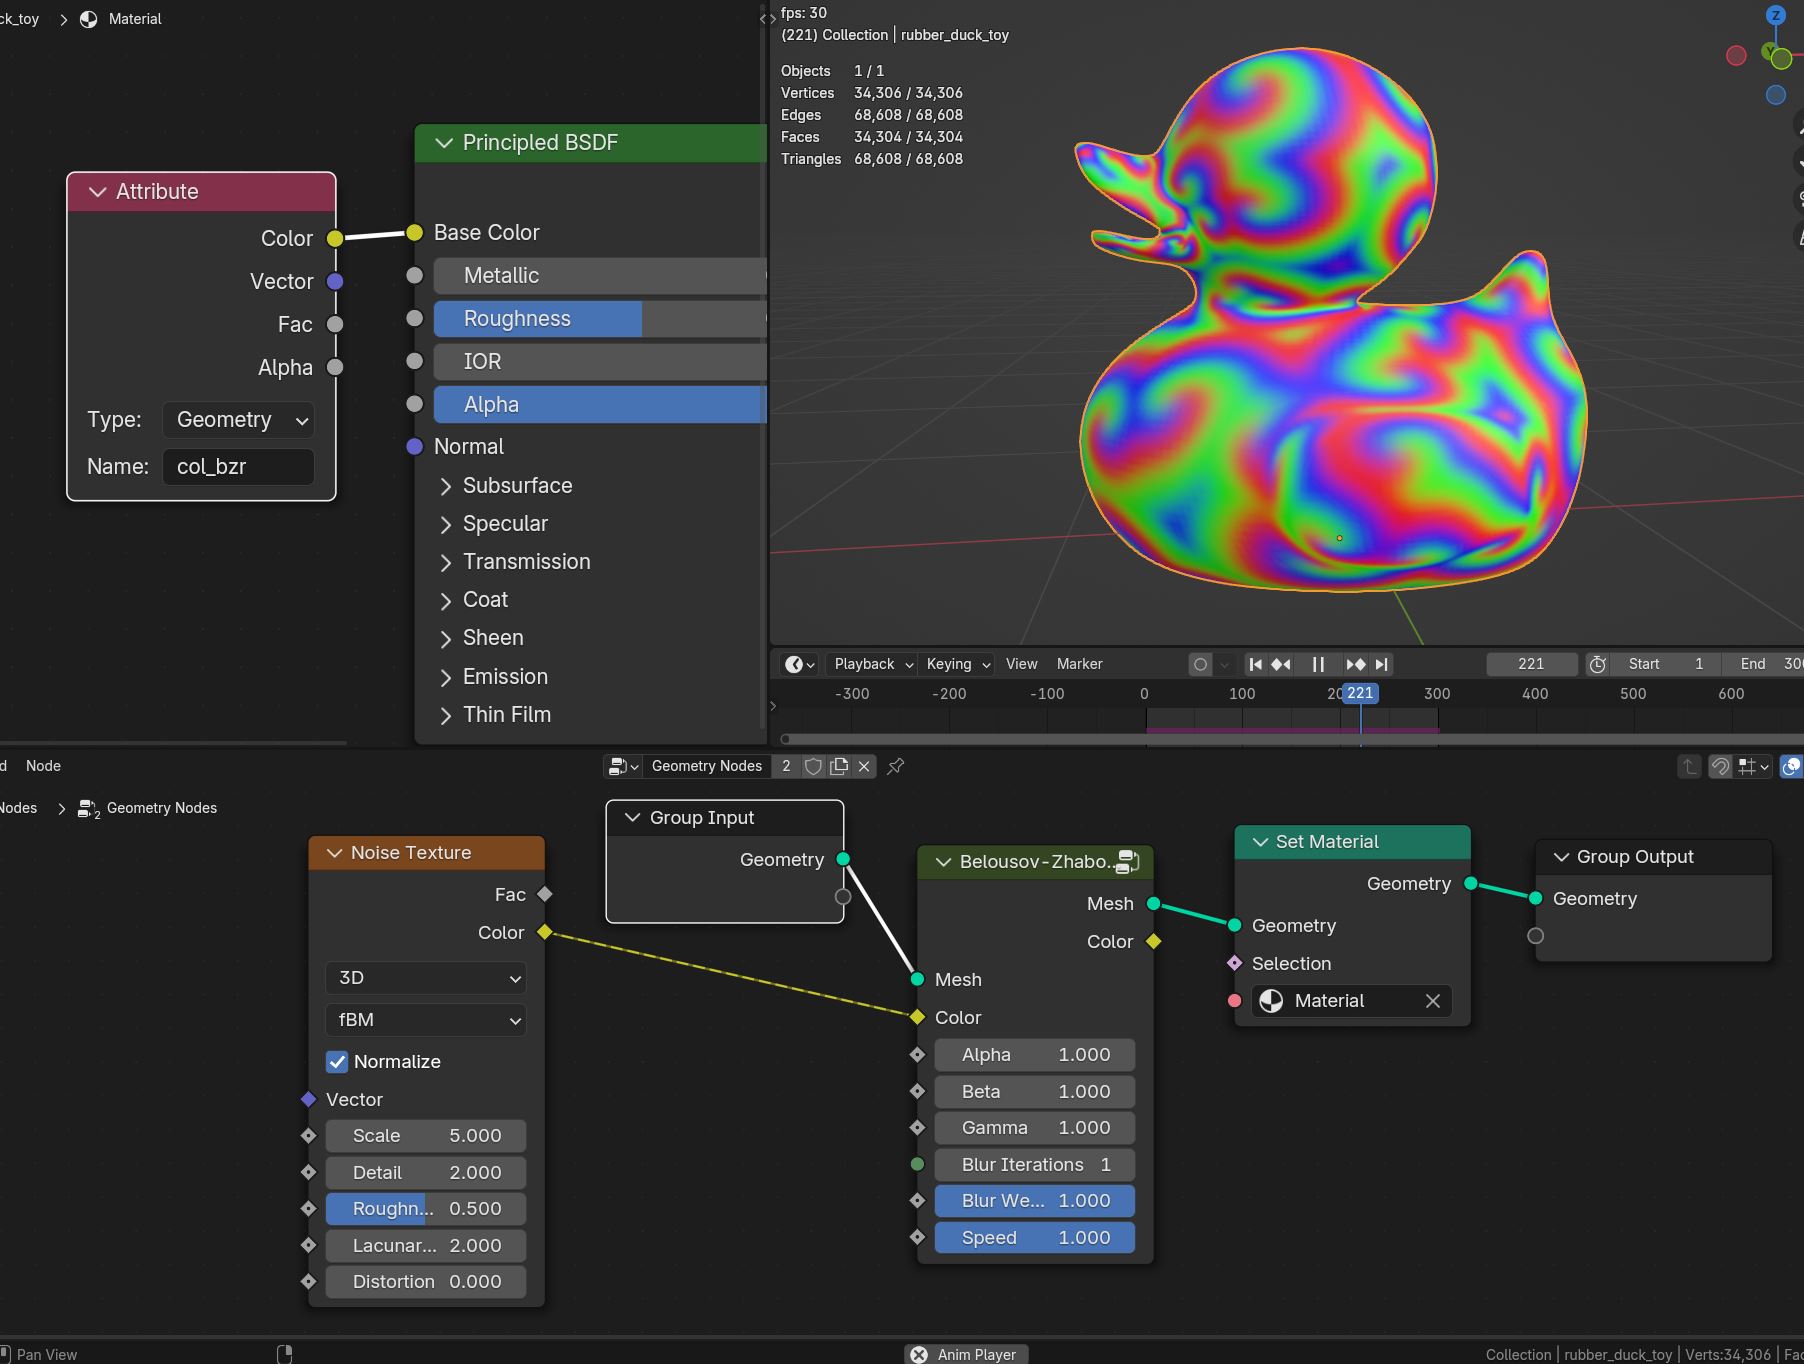 ck_toy > Material
Attribute
Color
Vector
Fac
Alpha
Type: Geometry
Name: col_bzr
Principled BSDF
Base Color
Metallic
Roughness
IOR
Alpha
Normal
Subsurface
Specular
Transmission
Coat
Sheen
Emission
Thin Film
fps: 30
(221) Collection | rubber_duck_toy
Objects 1 / 1
Vertices 34,306 / 34,306
Edges 68,608 / 68,608
Faces 34,304 / 34,304
Triangles 68,608 / 68,608
Z
Y
Playback Keying View Marker 221 Start 1 End 300
-300 -200 -100 0 100 20 221 300 400 500 600
d Node Geometry Nodes 2
Nodes > 2 Geometry Nodes
Noise Texture
Fac
Color
3D
fBM
Normalize
Vector
Scale 5.000
Detail 2.000
Roughn... 0.500
Lacunar... 2.000
Distortion 0.000
Group Input
Geometry
Belousov-Zhabo...
Mesh
Color
Mesh
Color
Alpha 1.000
Beta 1.000
Gamma 1.000
Blur Iterations 1
Blur We... 1.000
Speed 1.000
Set Material
Geometry
Geometry
Selection
Material
Group Output
Geometry
Pan View Anim Player Collection | rubber_duck_toy | Verts:34,306 | Fac